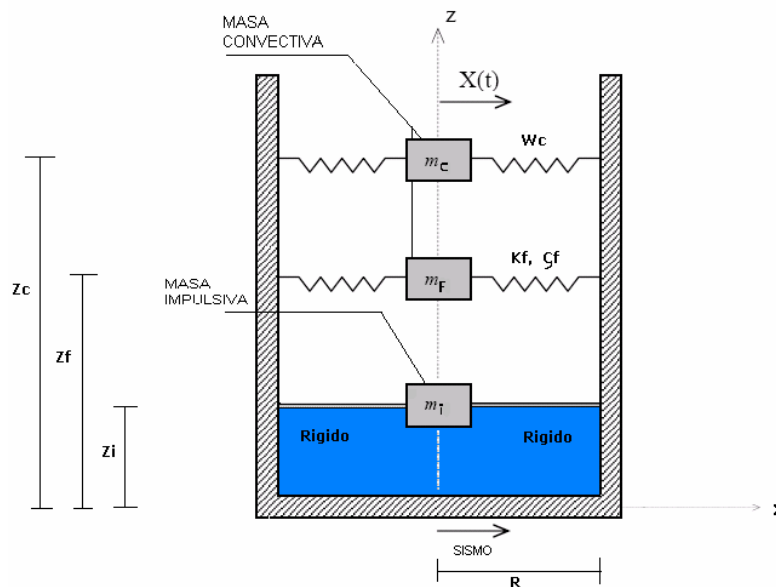 MASA
CONVECTIVA
z
X(t)
Wc
m_c
Kf, ςf
Zc
MASA
IMPULSIVA
m_F
Zf
m_i
Rigido
Rigido
Zi
SISMO
R